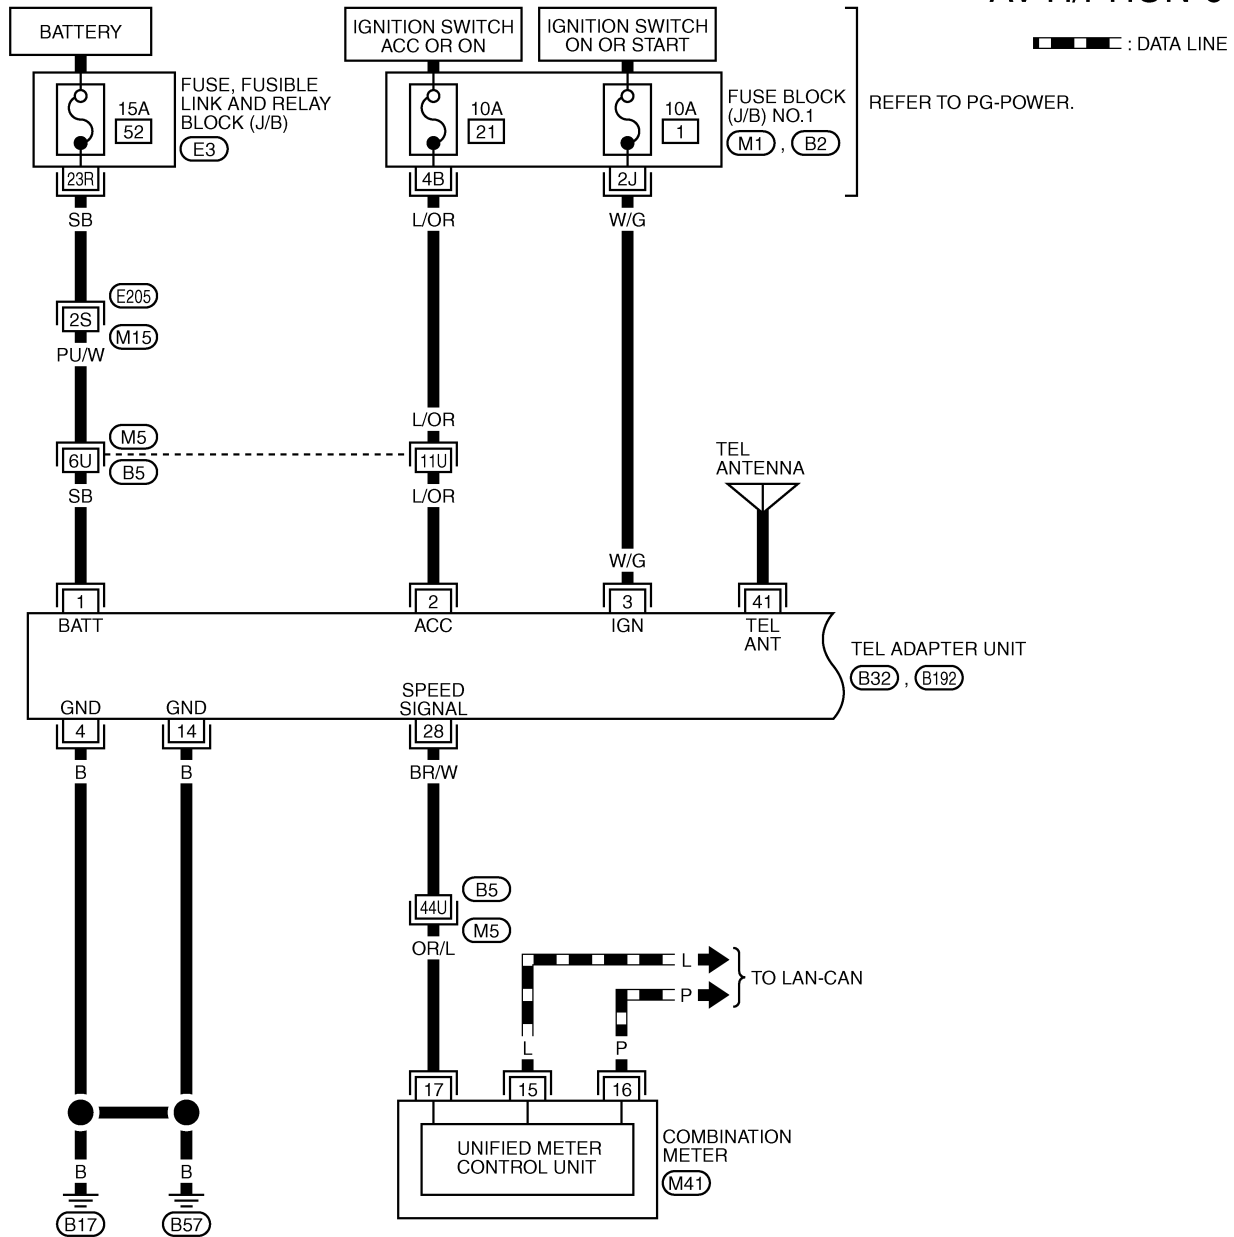 BATTERY
IGNITION SWITCH
ACC OR ON
IGNITION SWITCH
ON OR START
: DATA LINE
15A
52
FUSE, FUSIBLE
LINK AND RELAY
BLOCK (J/B)
E3
10A
21
10A
1
FUSE BLOCK
(J/B) NO.1
M1 , B2
REFER TO PG-POWER.
23R
4B
2J
SB
L/OR
W/G
E205
2S
M15
PU/W
L/OR
M5
6U
B5
11U
SB
L/OR
TEL
ANTENNA
W/G
1
2
3
41
BATT
ACC
IGN
TEL
ANT
TEL ADAPTER UNIT
B32 , B192
GND
GND
SPEED
SIGNAL
4
14
28
B
B
BR/W
B5
44U
M5
OR/L
L
P
TO LAN-CAN
L
P
17
15
16
UNIFIED METER
CONTROL UNIT
COMBINATION
METER
M41
B
B
B17
B57